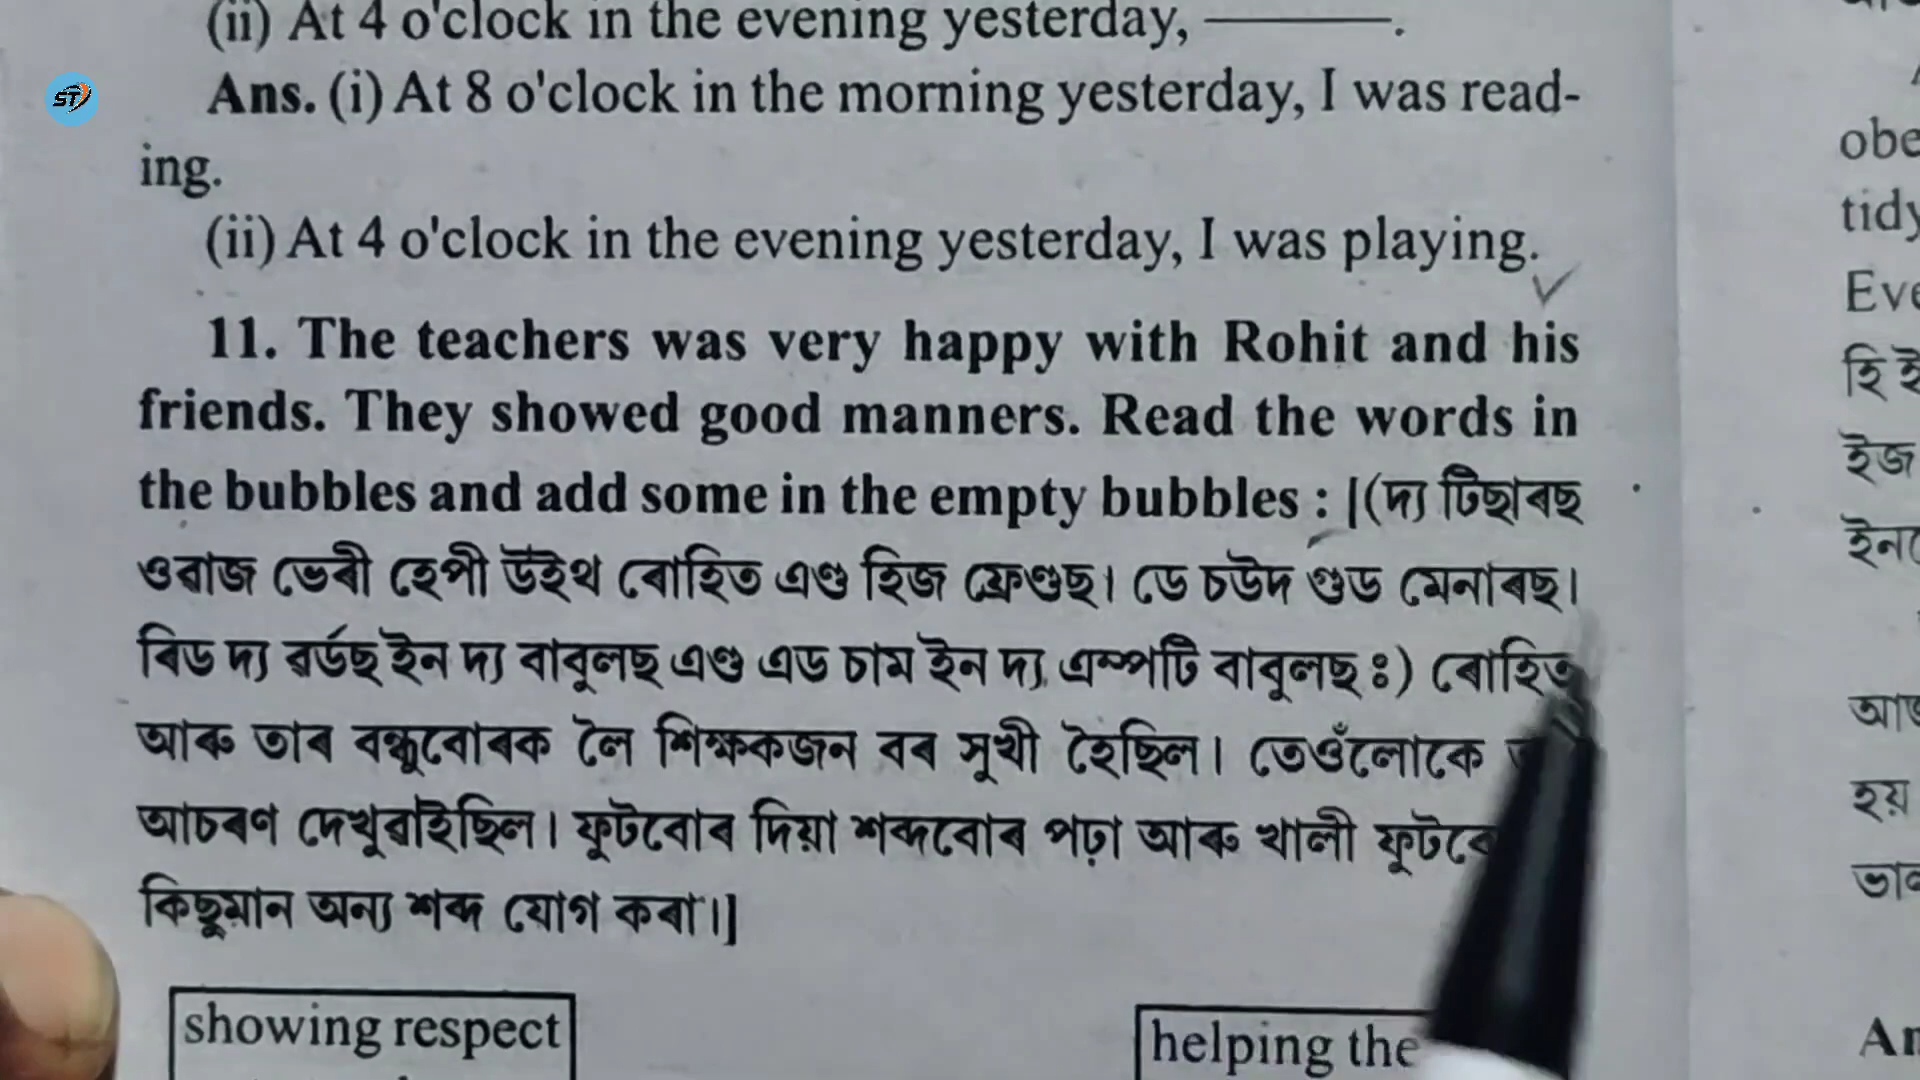 (ii) At 4 o'clock in the evening yesterday, ———.
ST
Ans. (i) At 8 o'clock in the morning yesterday, I was read-
ing.
(ii) At 4 o'clock in the evening yesterday, I was playing.
11. The teachers was very happy with Rohit and his
friends. They showed good manners. Read the words in
the bubbles and add some in the empty bubbles : [(দ্য টিছাৰছ
ওৱাজ ভেৰী হেপী উইথ ৰোহিত এণ্ড হিজ ফ্ৰেণ্ডছ। ডে চউদ গুড মেনাৰছ।
ৰিড দ্য ৱৰ্ডছ ইন দ্য বাবুলছ এণ্ড এড চাম ইন দ্য এম্পটি বাবুলছ ঃ) ৰোহিত
আৰু তাৰ বন্ধুবোৰক লৈ শিক্ষকজন বৰ সুখী হৈছিল। তেওঁলোকে
আচৰণ দেখুৱাইছিল। ফুটবোৰ দিয়া শব্দবোৰ পঢ়া আৰু খালী
কিছুমান অন্য শব্দ যোগ কৰা।]
showing respect
helping the
obe
tidy
Eve
হি ই
ইজ
হয়